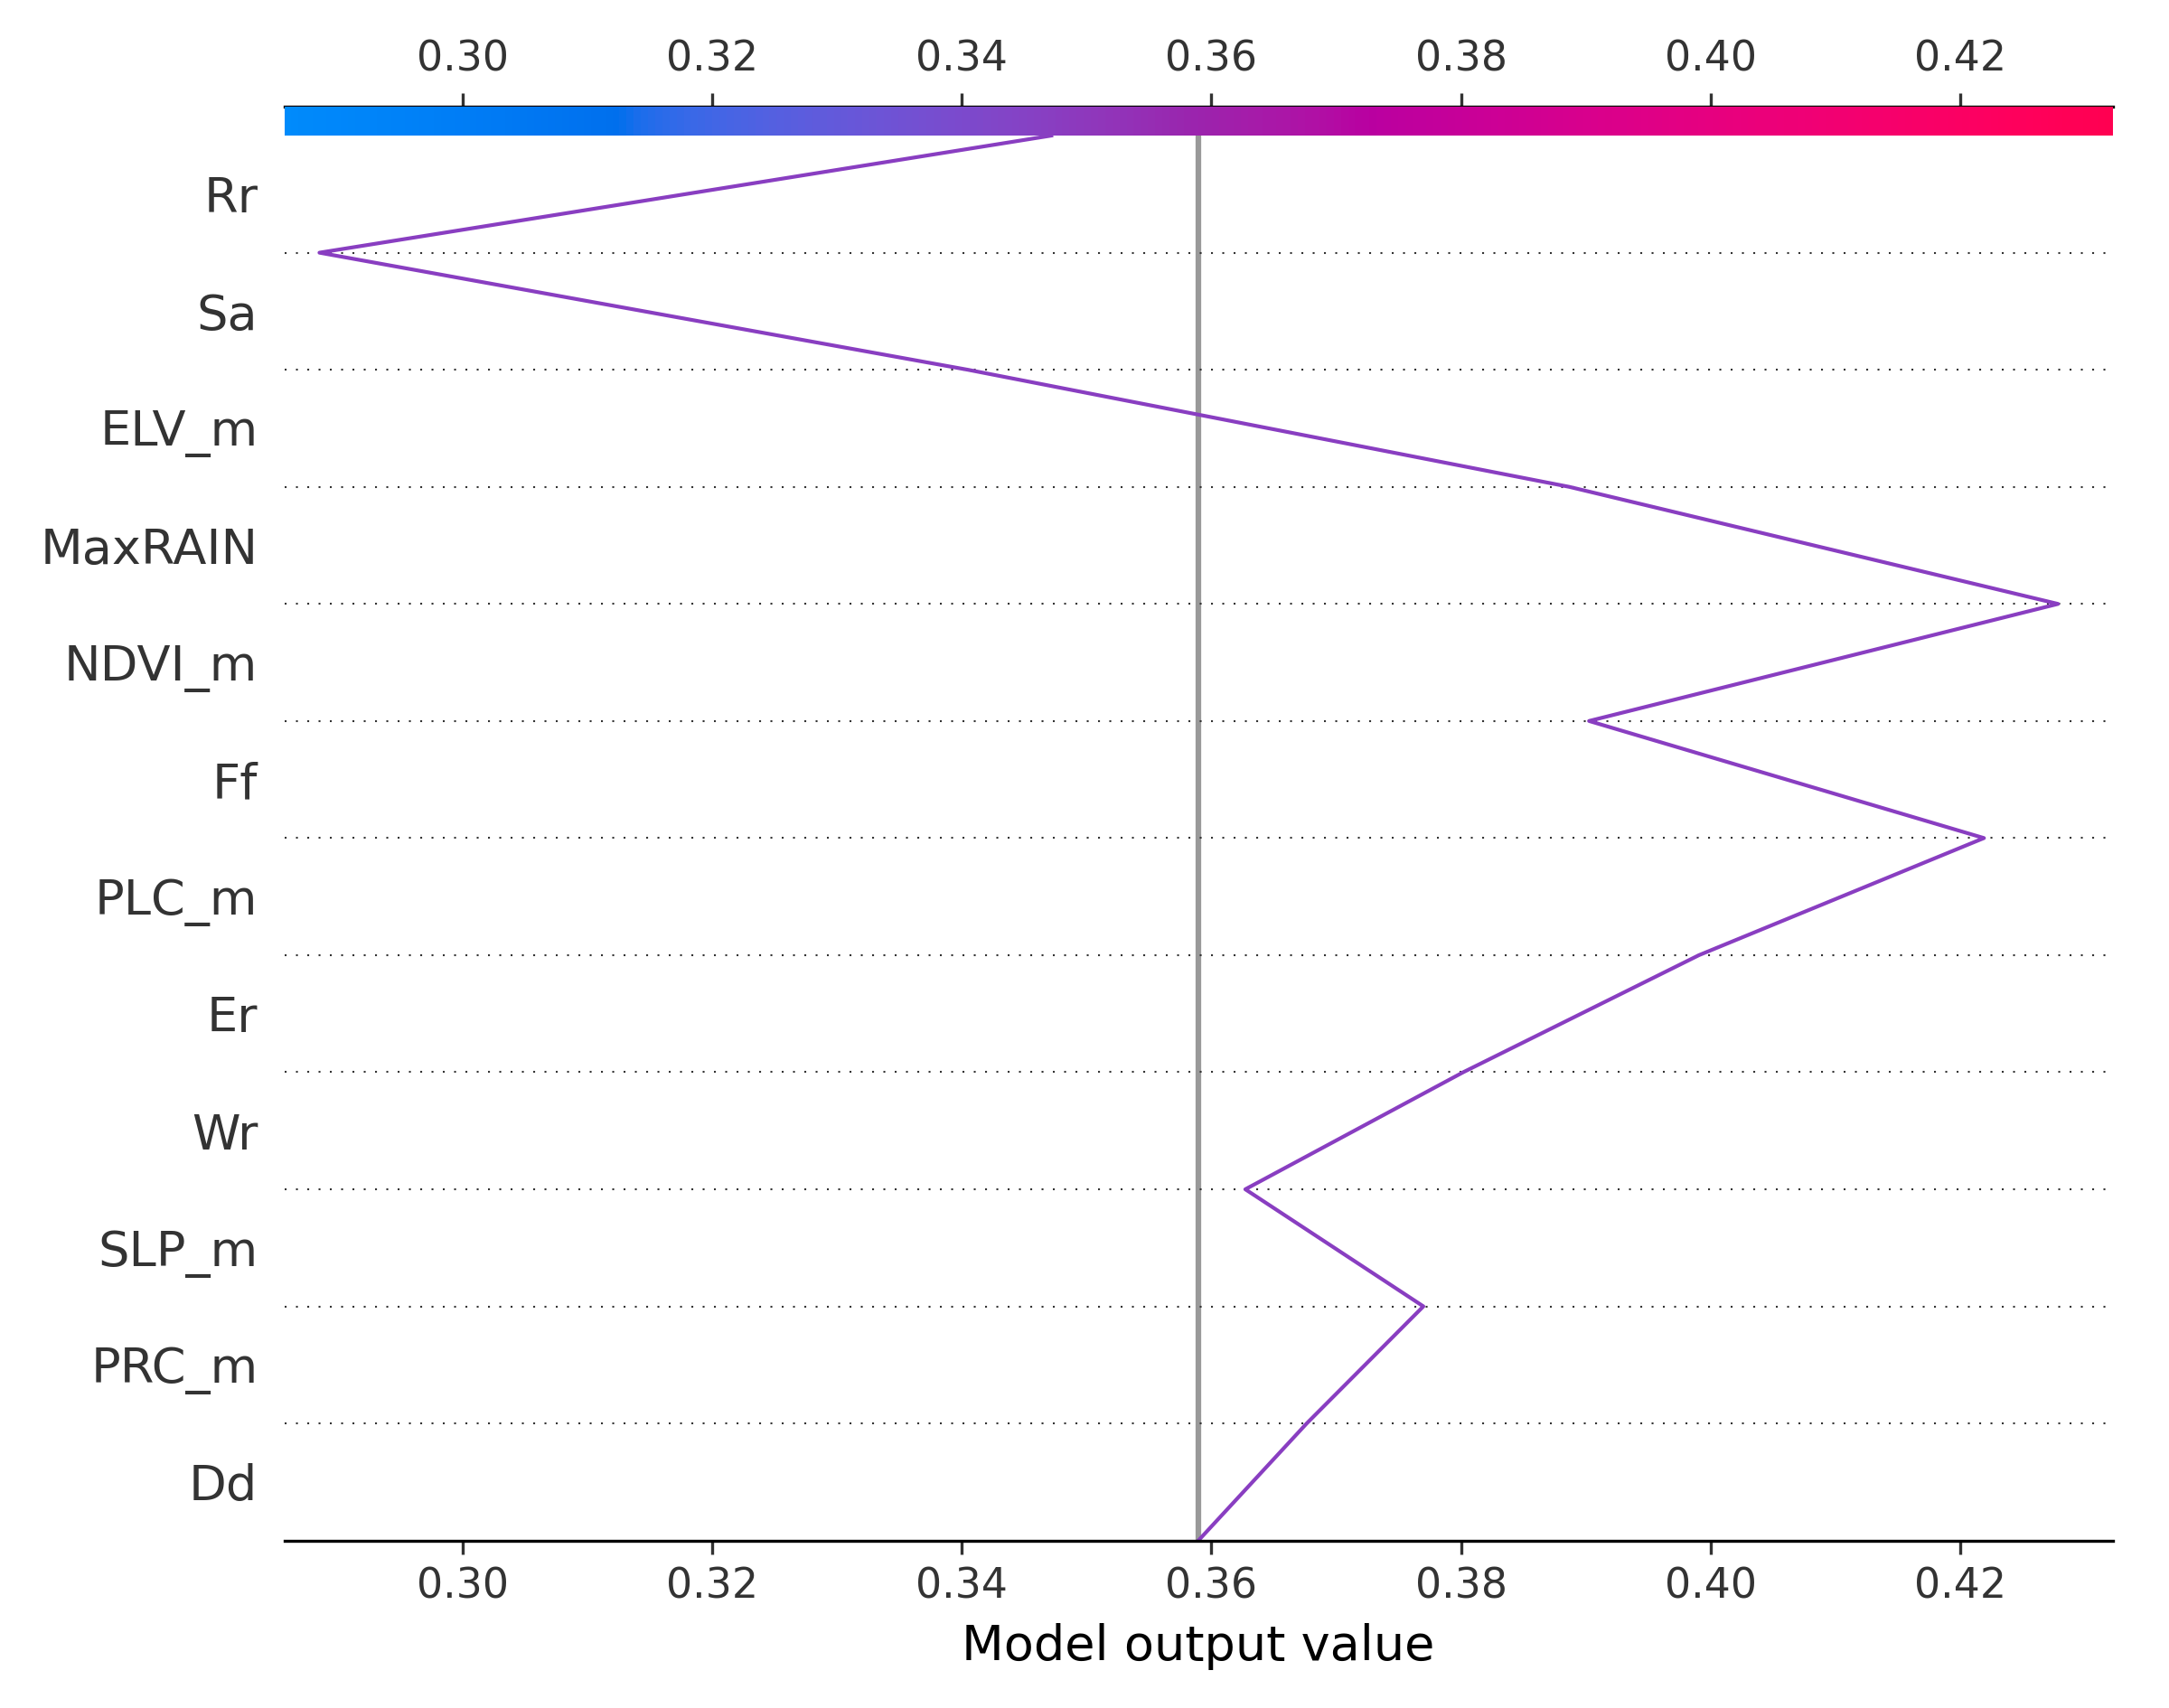 0.30 0.32 0.34 0.36 0.38 0.40 0.42
Rr
Sa
ELV_m
MaxRAIN
NDVI_m
Ff
PLC_m
Er
Wr
SLP_m
PRC_m
Dd
0.30 0.32 0.34 0.36 0.38 0.40 0.42
Model output value